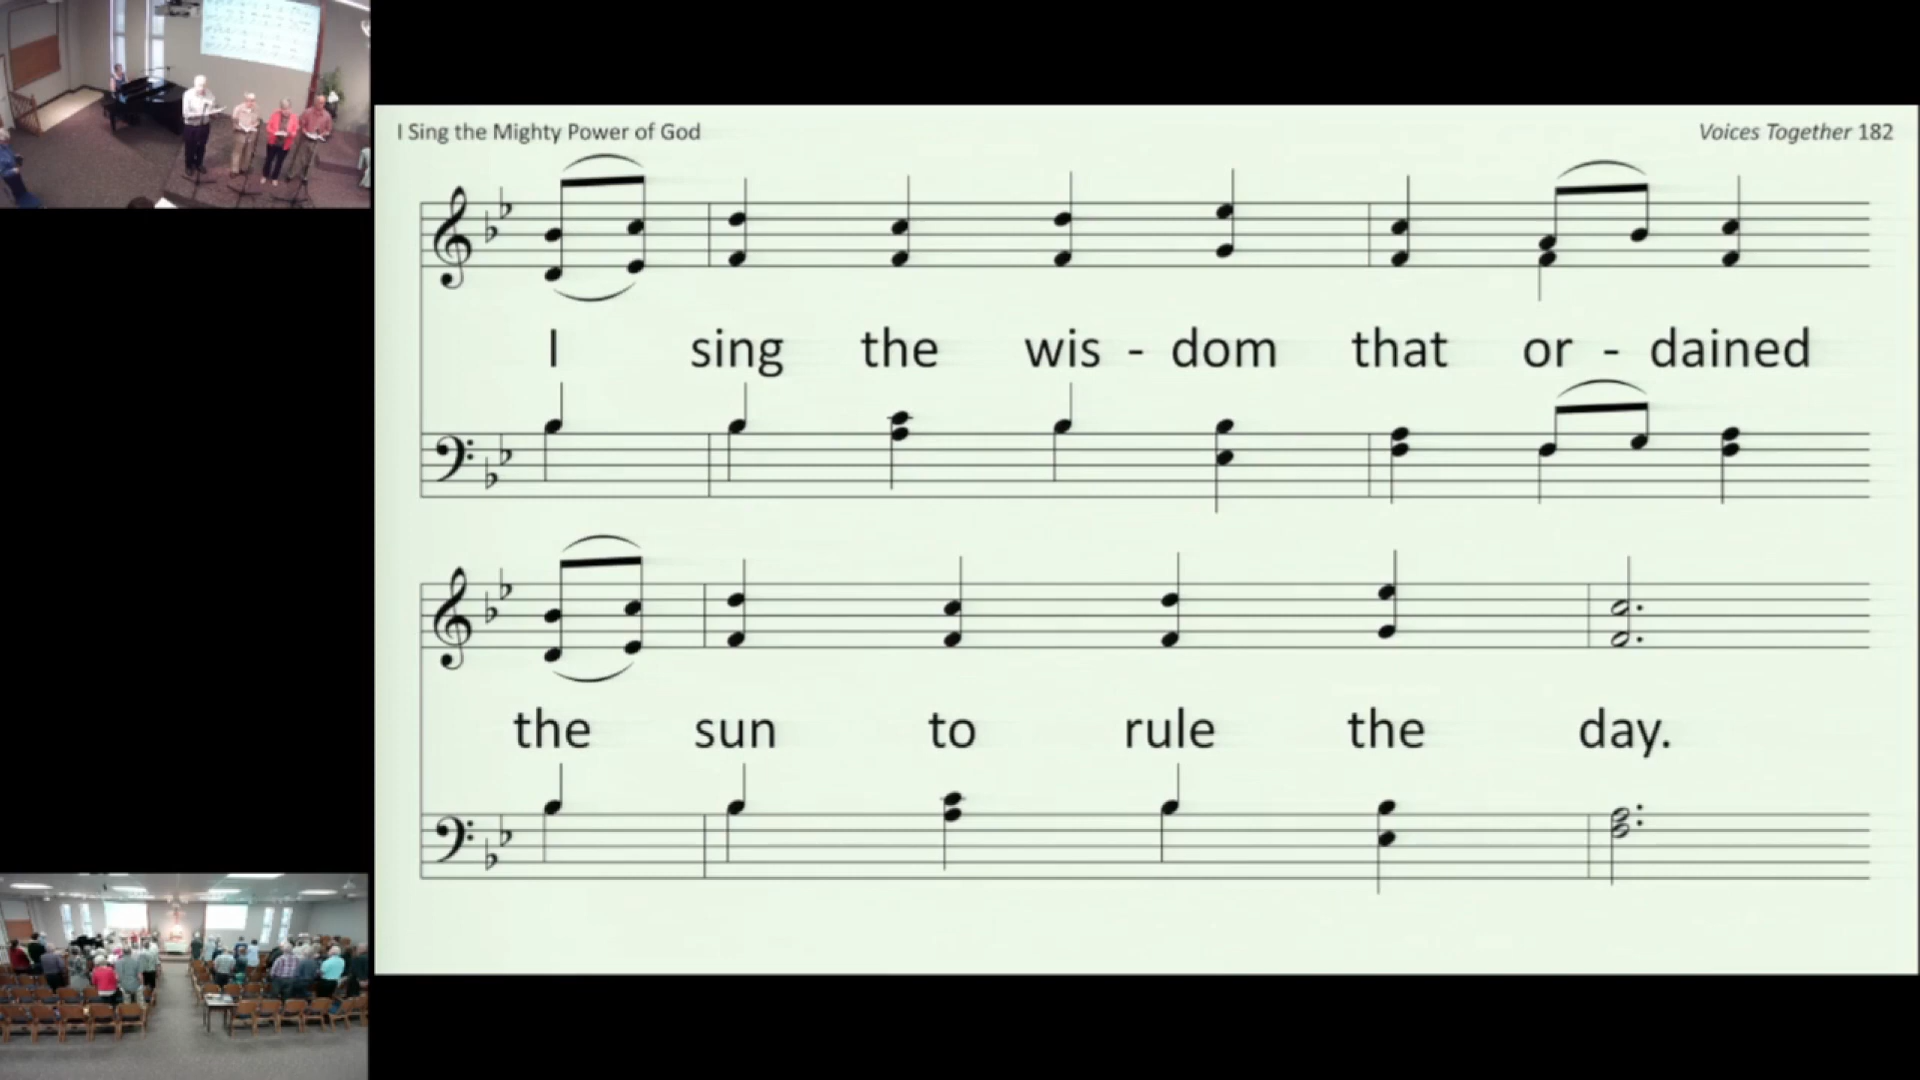 I Sing the Mighty Power of God
Voices Together 182
I sing the wis - dom that or - dained
the sun to rule the day.